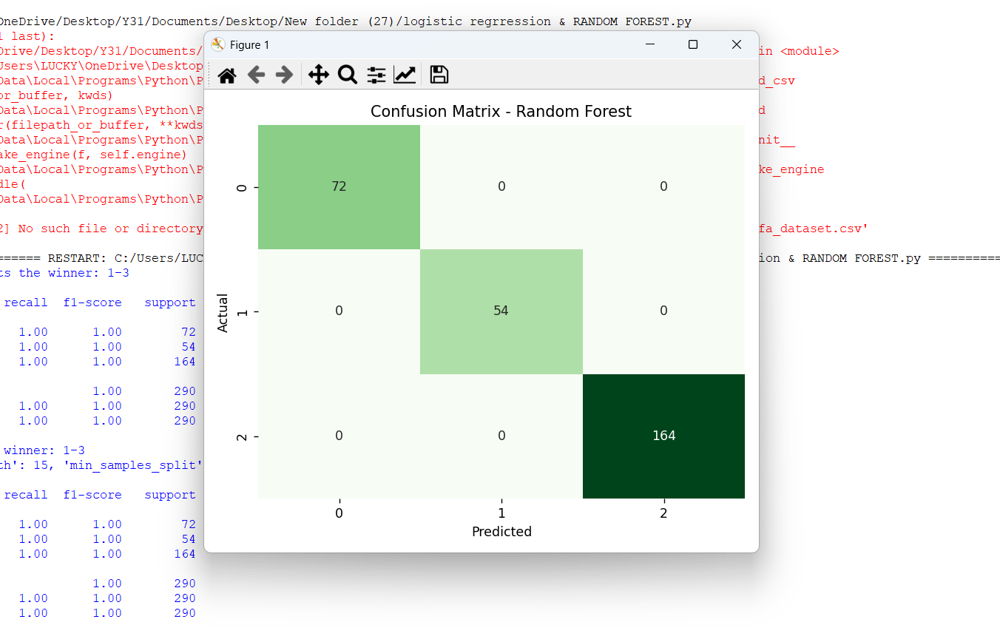 OneDrive/Desktop/Y31/Documents/Desktop/New folder (27)/logistic regrression & RANDOM FOREST.py
l last):
Drive/Desktop/Y31/Documents/ in <module>
Users\LUCKY\OneDrive\Desktop
Data\Local\Programs\Python\P d_csv
or_buffer, kwds)
Data\Local\Programs\Python\P d
r(filepath_or_buffer, **kwds
Data\Local\Programs\Python\P nit__
ake_engine(f, self.engine)
Data\Local\Programs\Python\P ke_engine
dle(
Data\Local\Programs\Python\P
2] No such file or directory fa_dataset.csv'
====== RESTART: C:/Users/LUC ion & RANDOM FOREST.py ==========
ts the winner: 1-3
recall f1-score support
1.00 1.00 72
1.00 1.00 54
1.00 1.00 164
1.00 290
1.00 1.00 290
1.00 1.00 290
winner: 1-3
th': 15, 'min_samples_split'
recall f1-score support
1.00 1.00 72
1.00 1.00 54
1.00 1.00 164
1.00 290
1.00 1.00 290
1.00 1.00 290
Figure 1
Confusion Matrix - Random Forest
Actual
0 72 0 0
1 0 54 0
2 0 0 164
0 1 2
Predicted